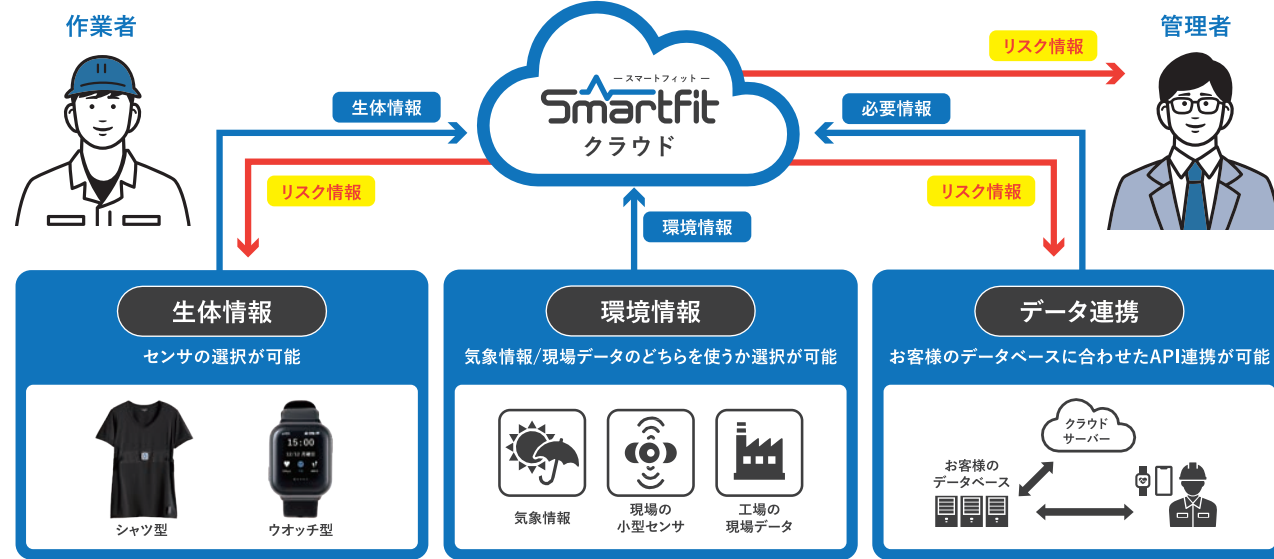 作業者
管理者
ースマートフィットー
Smartfit
クラウド
リスク情報
生体情報
必要情報
リスク情報
リスク情報
環境情報
生体情報
センサの選択が可能
環境情報
気象情報/現場データのどちらを使うか選択が可能
データ連携
お客様のデータベースに合わせたAPI連携が可能
15:00
シャツ型
ウオッチ型
気象情報
現場の
小型センサ
工場の
現場データ
クラウド
サーバー
お客様の
データベース